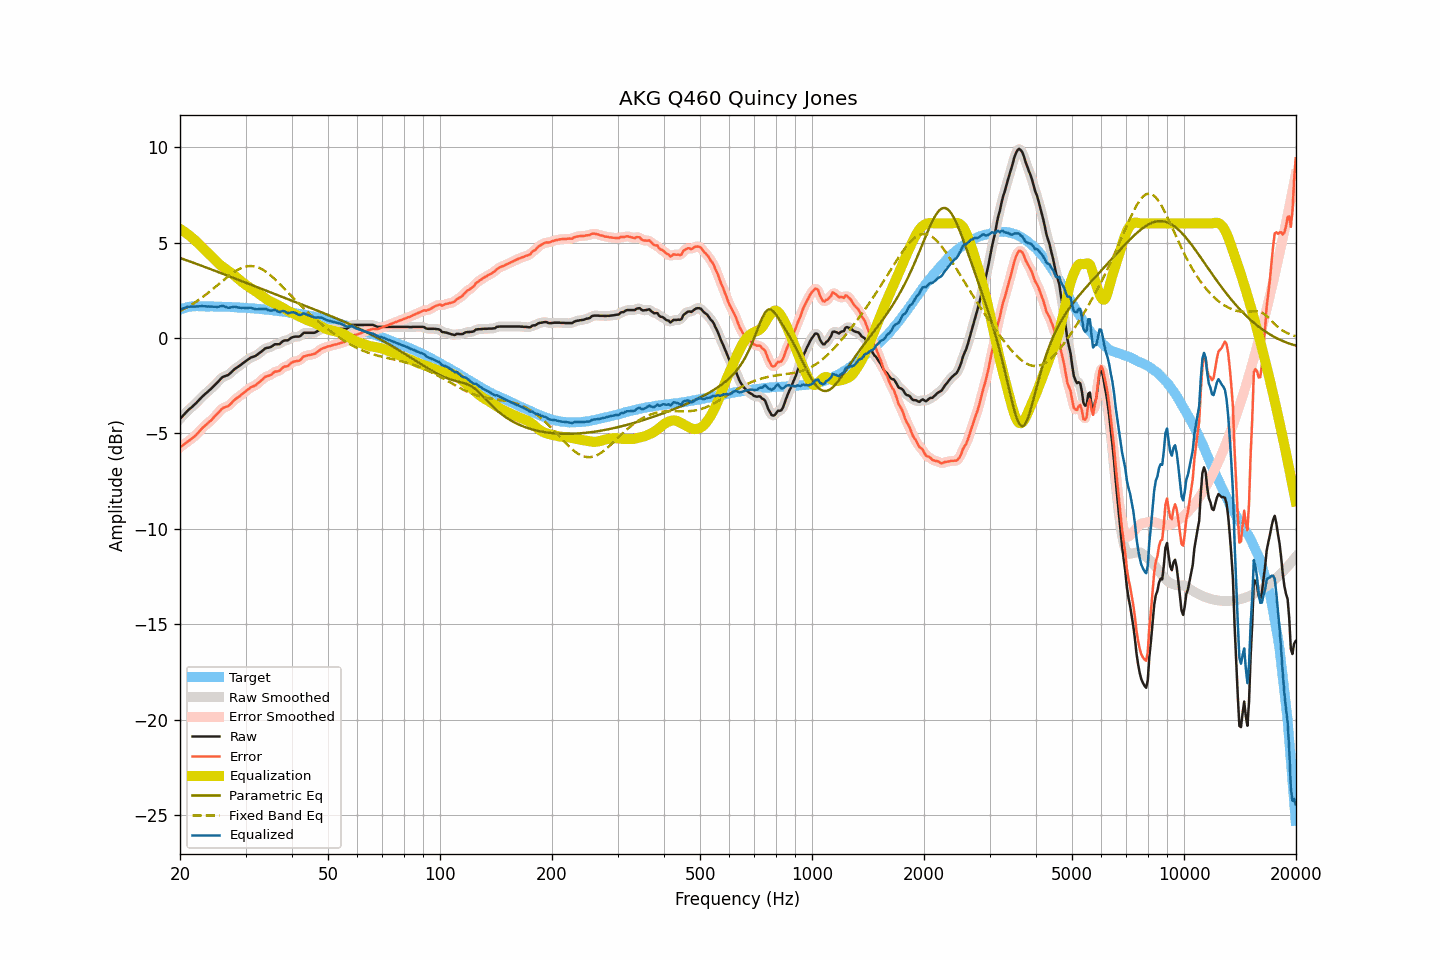 AKG Q460 Quincy Jones
10
5
0
−5
−10
−15
−20
−25
Amplitude (dBr)
Target
Raw Smoothed
Error Smoothed
Raw
Error
Equalization
Parametric Eq
Fixed Band Eq
Equalized
20 50 100 200 500 1000 2000 5000 10000 20000
Frequency (Hz)